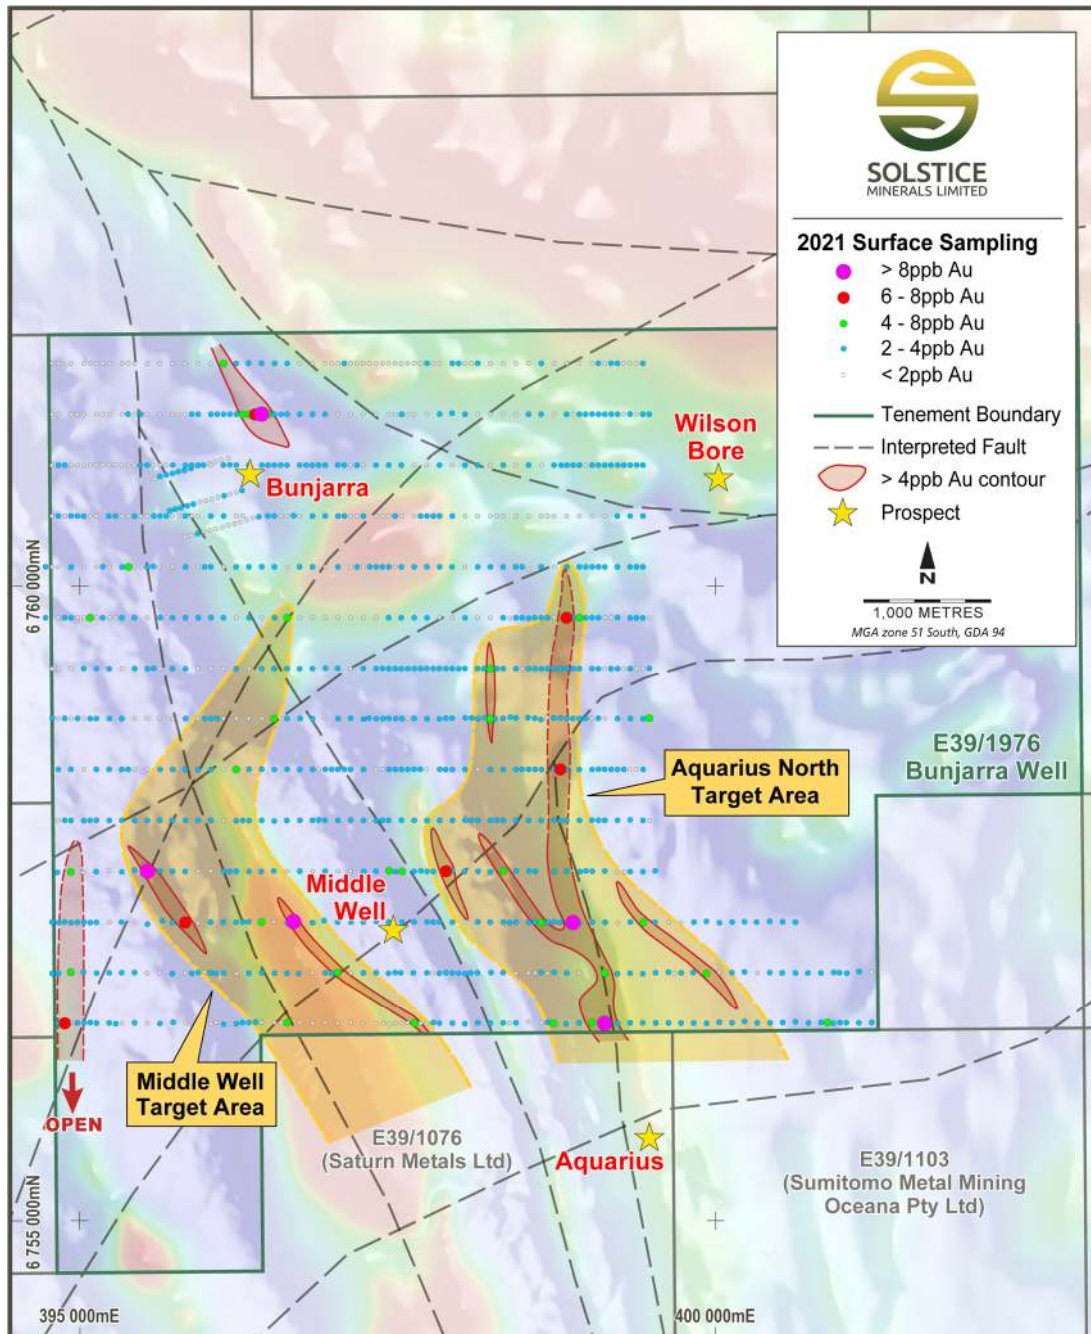 SOLSTICE
MINERALS LIMITED
2021 Surface Sampling
> 8ppb Au
6 - 8ppb Au
4 - 8ppb Au
2 - 4ppb Au
< 2ppb Au
Tenement Boundary
Interpreted Fault
> 4ppb Au contour
Prospect
N
1,000 METRES
MGA zone 51 South, GDA 94
Wilson
Bore
Bunjarra
6 760 000mN
E39/1976
Bunjarra Well
Aquarius North
Target Area
Middle
Well
Middle Well
Target Area
OPEN
E39/1076
(Saturn Metals Ltd)
Aquarius
E39/1103
(Sumitomo Metal Mining
Oceana Pty Ltd)
6 755 000mN
395 000mE
400 000mE